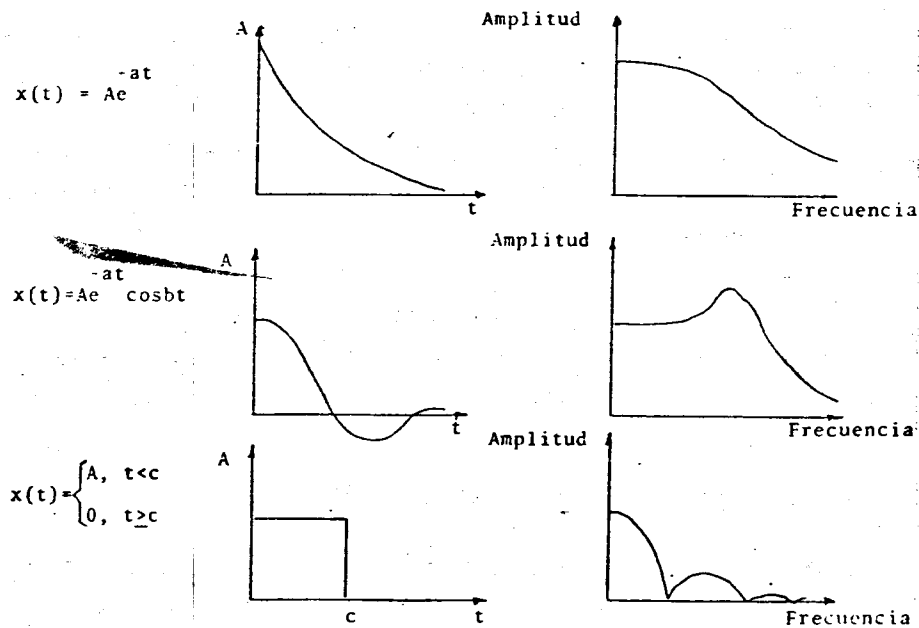 A
Amplitud
x(t) = Ae^-at
t
Frecuencia
A
Amplitud
x(t)=Ae^-at cosbt
t
Frecuencia
A
Amplitud
x(t)={A, t<c
0, t≥c
c
t
Frecuencia